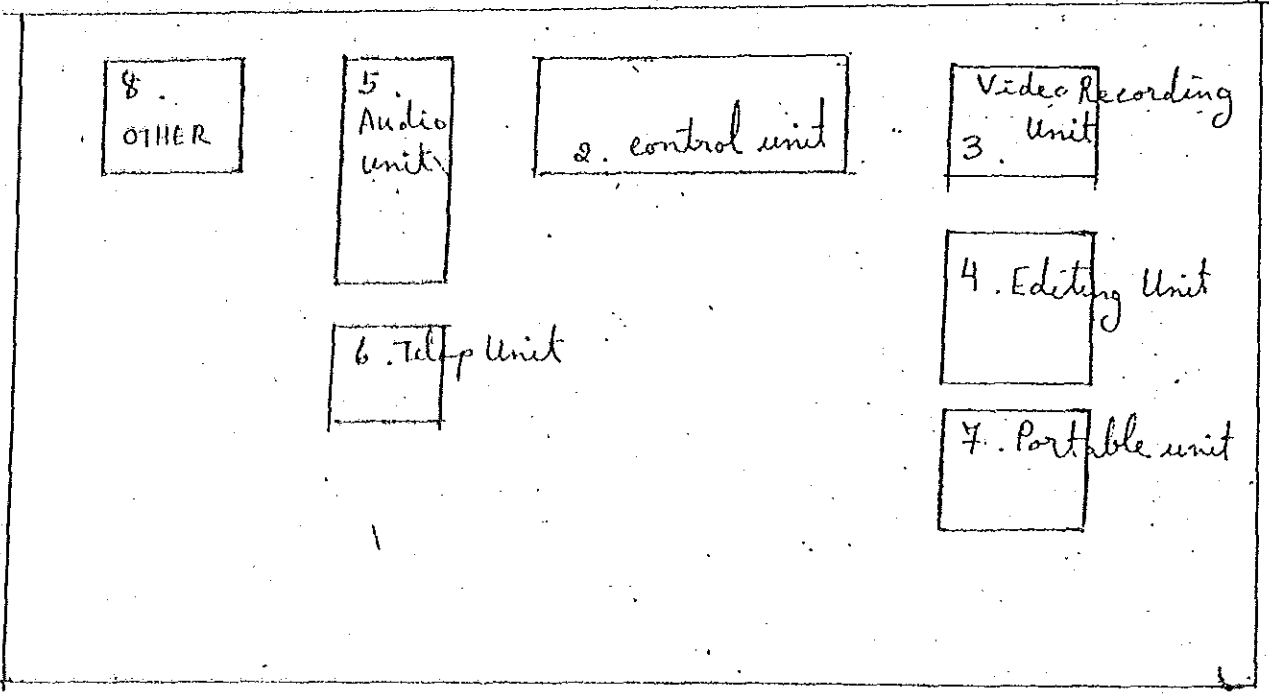 8.
OTHER
5.
Audio
unit
2. control unit
Video Recording
Unit
3.
4. Editing Unit
6. Telop Unit
7. Portable unit